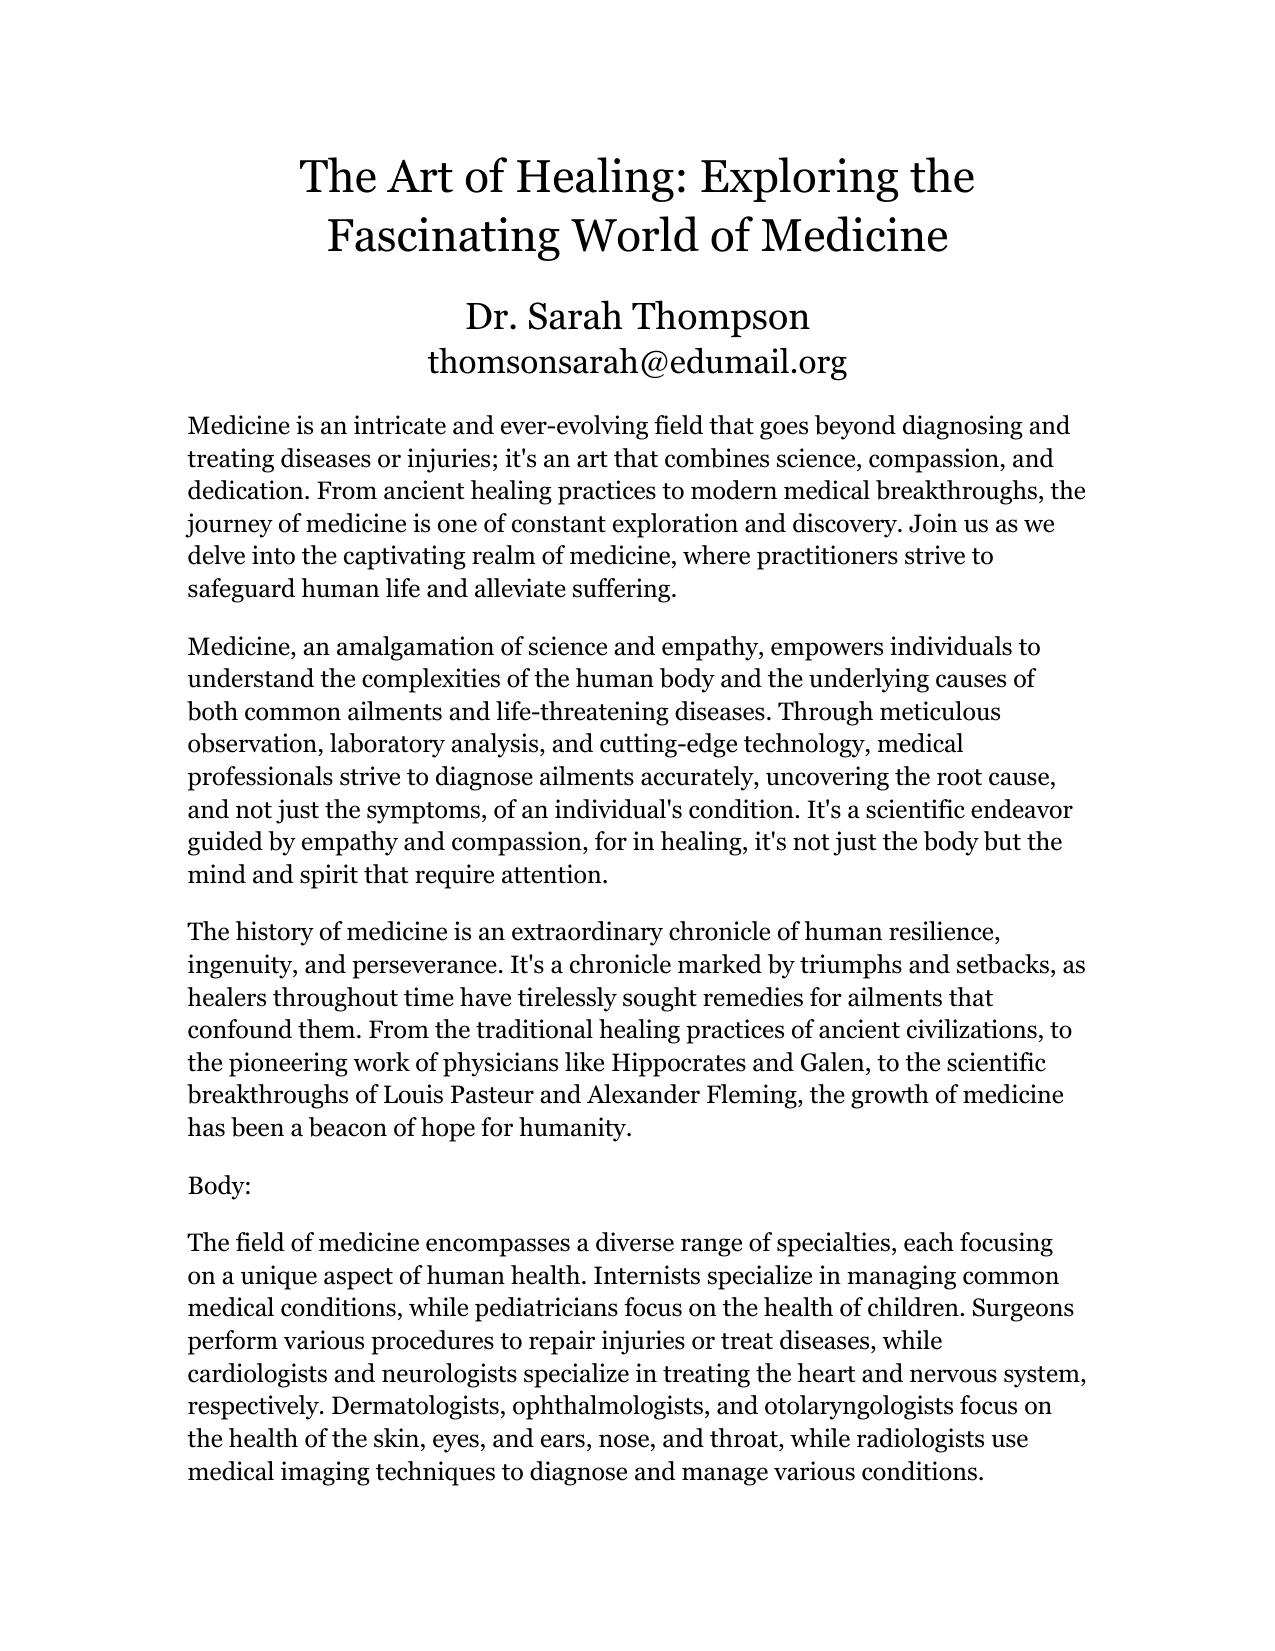 The Art of Healing: Exploring the
Fascinating World of Medicine
Dr. Sarah Thompson
thomsonsarah@edumail.org
Medicine is an intricate and ever-evolving field that goes beyond diagnosing and
treating diseases or injuries; it's an art that combines science, compassion, and
dedication. From ancient healing practices to modern medical breakthroughs, the
journey of medicine is one of constant exploration and discovery. Join us as we
delve into the captivating realm of medicine, where practitioners strive to
safeguard human life and alleviate suffering.
Medicine, an amalgamation of science and empathy, empowers individuals to
understand the complexities of the human body and the underlying causes of
both common ailments and life-threatening diseases. Through meticulous
observation, laboratory analysis, and cutting-edge technology, medical
professionals strive to diagnose ailments accurately, uncovering the root cause,
and not just the symptoms, of an individual's condition. It's a scientific endeavor
guided by empathy and compassion, for in healing, it's not just the body but the
mind and spirit that require attention.
The history of medicine is an extraordinary chronicle of human resilience,
ingenuity, and perseverance. It's a chronicle marked by triumphs and setbacks, as
healers throughout time have tirelessly sought remedies for ailments that
confound them. From the traditional healing practices of ancient civilizations, to
the pioneering work of physicians like Hippocrates and Galen, to the scientific
breakthroughs of Louis Pasteur and Alexander Fleming, the growth of medicine
has been a beacon of hope for humanity.
Body:
The field of medicine encompasses a diverse range of specialties, each focusing
on a unique aspect of human health. Internists specialize in managing common
medical conditions, while pediatricians focus on the health of children. Surgeons
perform various procedures to repair injuries or treat diseases, while
cardiologists and neurologists specialize in treating the heart and nervous system,
respectively. Dermatologists, ophthalmologists, and otolaryngologists focus on
the health of the skin, eyes, and ears, nose, and throat, while radiologists use
medical imaging techniques to diagnose and manage various conditions.